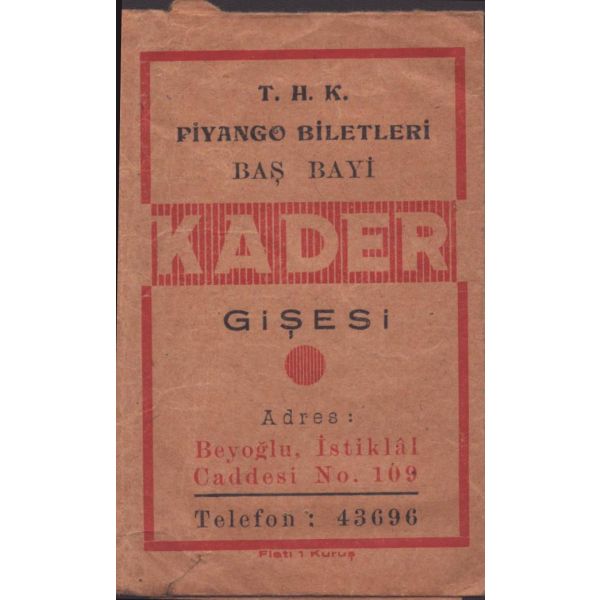 T. H. K.
PİYANGO BİLETLERİ
BAŞ BAYİ
KADER
GİŞESİ
Adres :
Beyoğlu, İstiklâl
Caddesi No. 109
Telefon : 43696
Fiatı 1 Kuruş